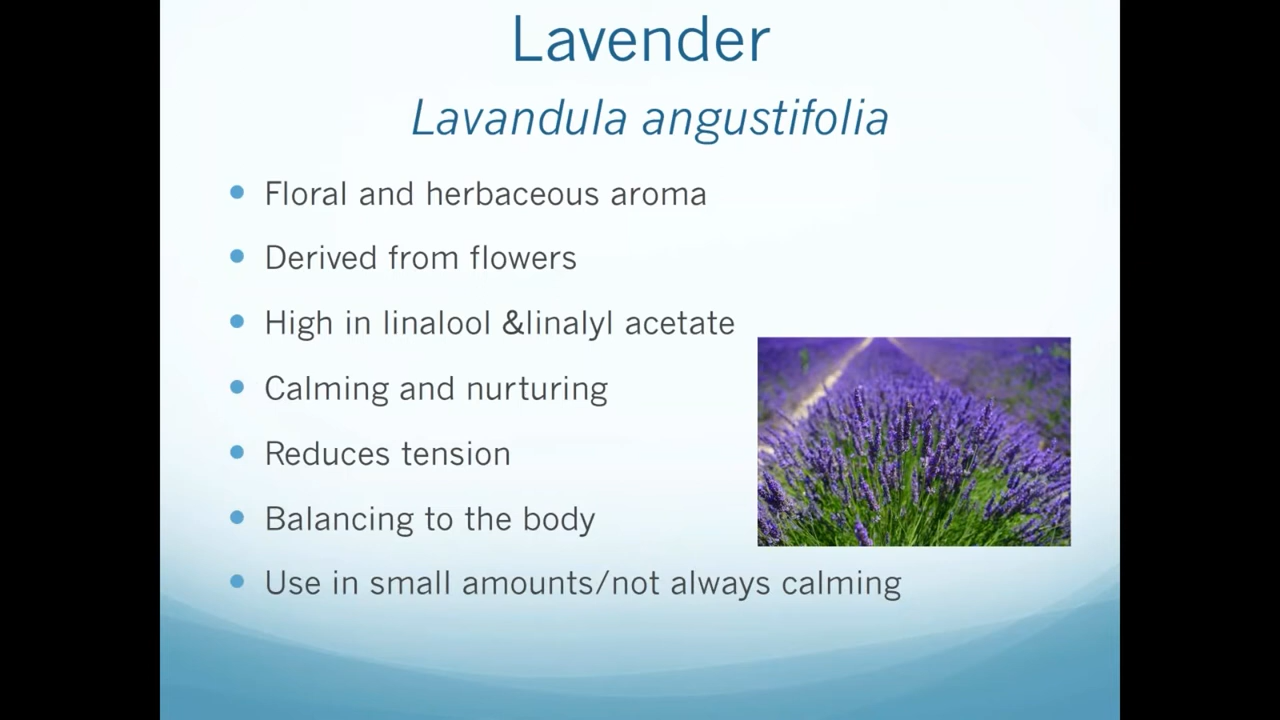 Lavender
Lavandula angustifolia
Floral and herbaceous aroma
Derived from flowers
High in linalool &linalyl acetate
Calming and nurturing
Reduces tension
Balancing to the body
Use in small amounts/not always calming